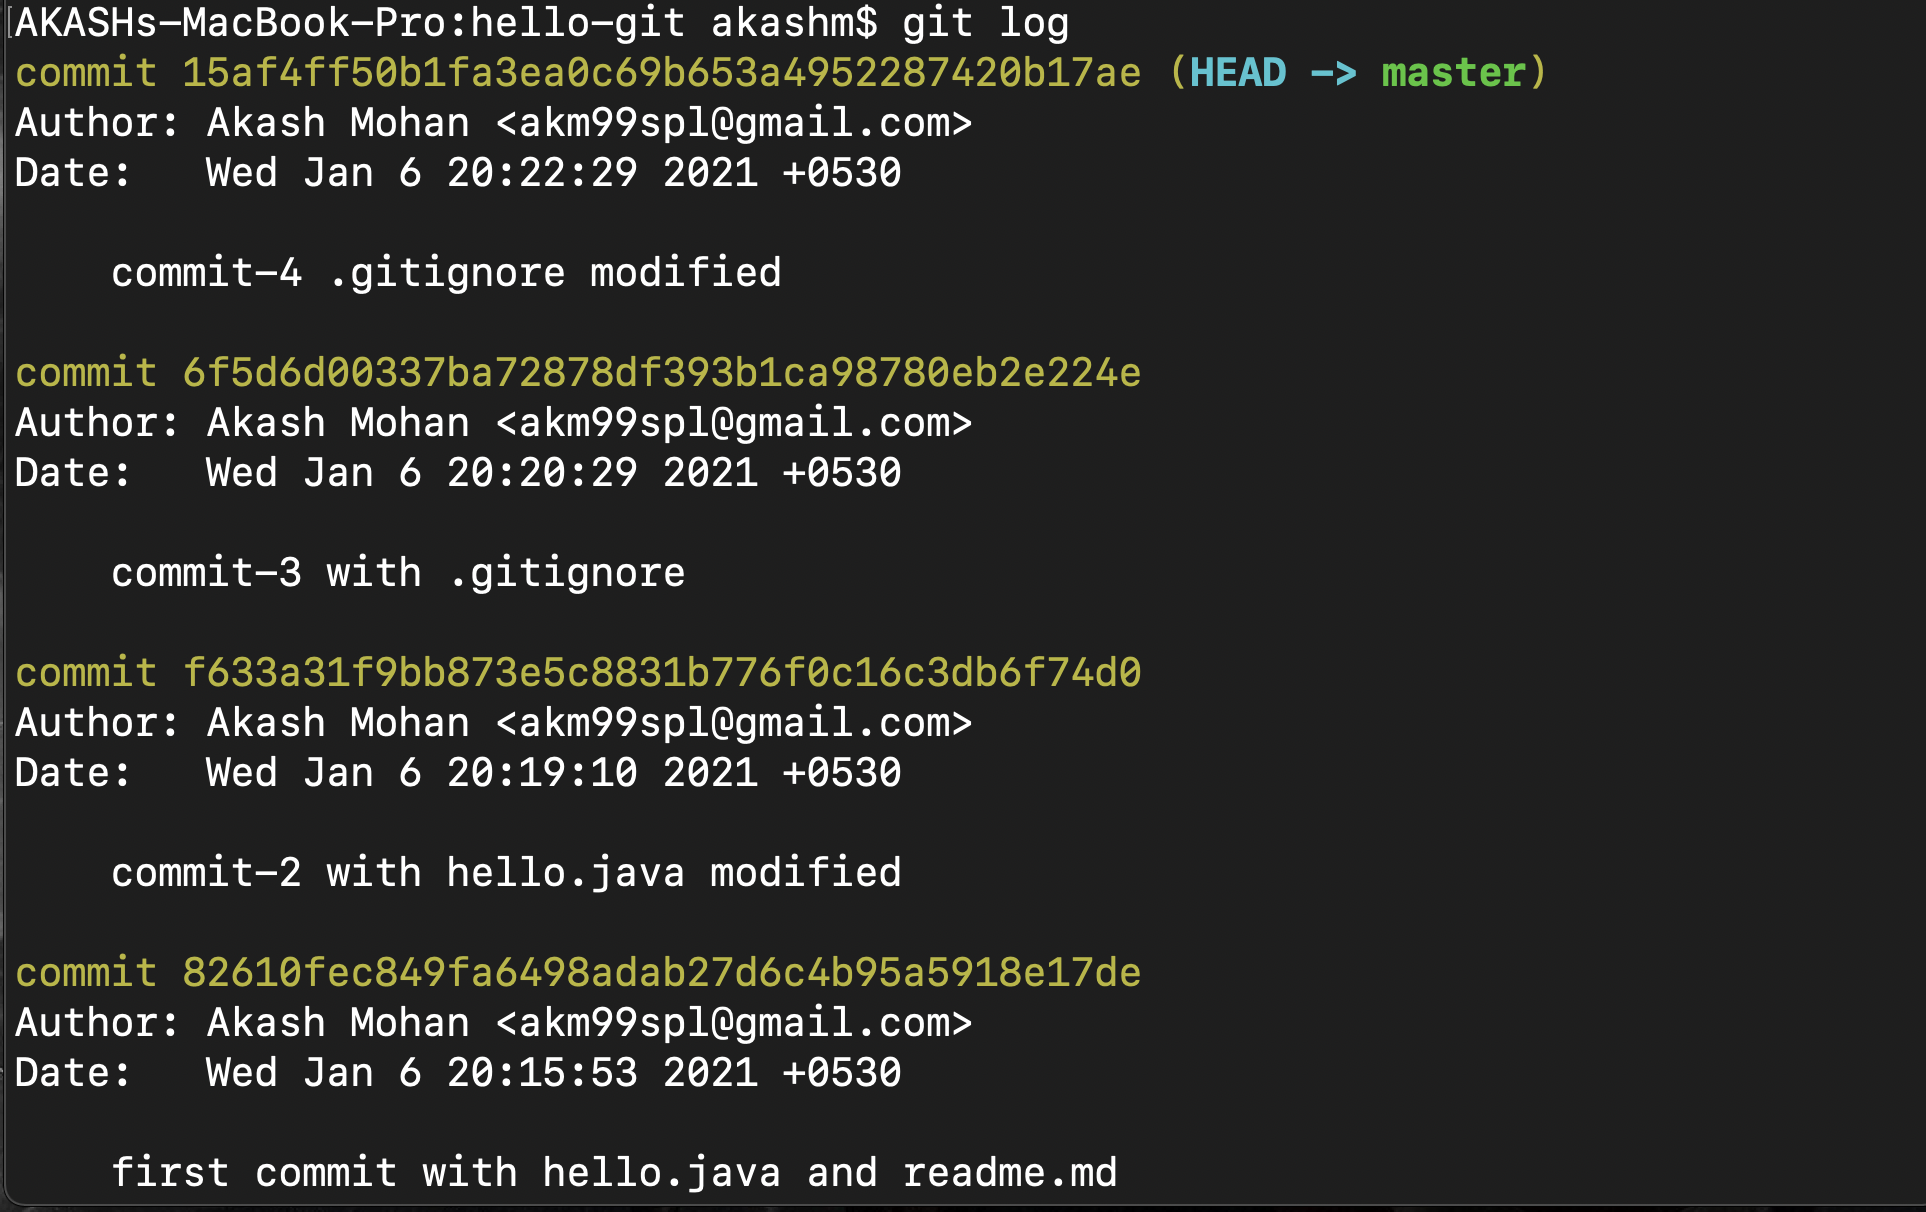 AKASHs-MacBook-Pro:hello-git akashm$ git log
commit 15af4ff50b1fa3ea0c69b653a4952287420b17ae (HEAD -> master)
Author: Akash Mohan <akm99spl@gmail.com>
Date:   Wed Jan 6 20:22:29 2021 +0530
    commit-4 .gitignore modified
commit 6f5d6d00337ba72878df393b1ca98780eb2e224e
Author: Akash Mohan <akm99spl@gmail.com>
Date:   Wed Jan 6 20:20:29 2021 +0530
    commit-3 with .gitignore
commit f633a31f9bb873e5c8831b776f0c16c3db6f74d0
Author: Akash Mohan <akm99spl@gmail.com>
Date:   Wed Jan 6 20:19:10 2021 +0530
    commit-2 with hello.java modified
commit 82610fec849fa6498adab27d6c4b95a5918e17de
Author: Akash Mohan <akm99spl@gmail.com>
Date:   Wed Jan 6 20:15:53 2021 +0530
    first commit with hello.java and readme.md